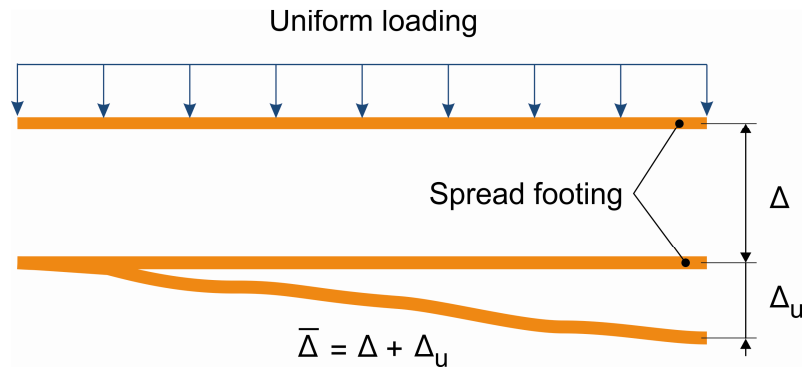 Uniform loading
Spread footing
Δ
Δu
Δ̅ = Δ + Δu